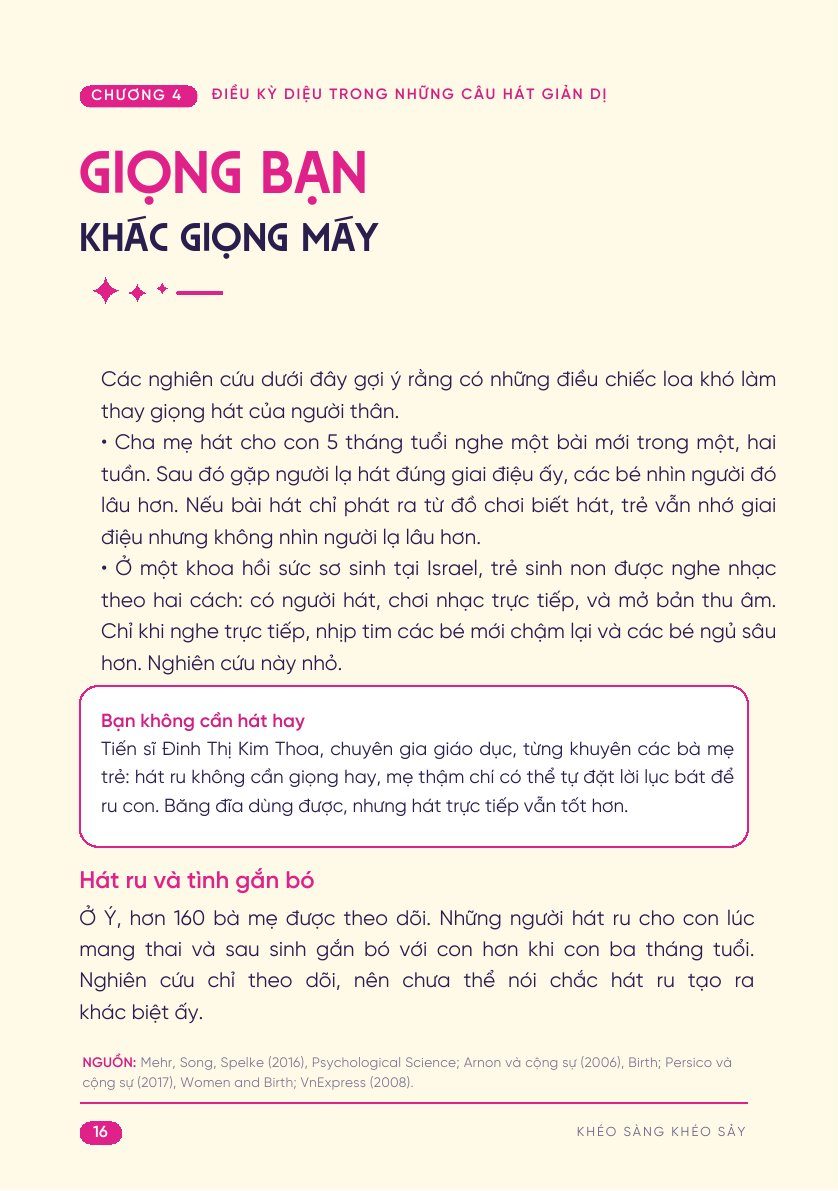 CHƯƠNG 4 ĐIỀU KỲ DIỆU TRONG NHỮNG CÂU HÁT GIẢN DỊ
GIỌNG BẠN
KHÁC GIỌNG MÁY
Các nghiên cứu dưới đây gợi ý rằng có những điều chiếc loa khó làm
thay giọng hát của người thân.
• Cha mẹ hát cho con 5 tháng tuổi nghe một bài mới trong một, hai
tuần. Sau đó gặp người lạ hát đúng giai điệu ấy, các bé nhìn người đó
lâu hơn. Nếu bài hát chỉ phát ra từ đồ chơi biết hát, trẻ vẫn nhớ giai
điệu nhưng không nhìn người lạ lâu hơn.
• Ở một khoa hồi sức sơ sinh tại Israel, trẻ sinh non được nghe nhạc
theo hai cách: có người hát, chơi nhạc trực tiếp, và mở bản thu âm.
Chỉ khi nghe trực tiếp, nhịp tim các bé mới chậm lại và các bé ngủ sâu
hơn. Nghiên cứu này nhỏ.
Bạn không cần hát hay
Tiến sĩ Đinh Thị Kim Thoa, chuyên gia giáo dục, từng khuyên các bà mẹ
trẻ: hát ru không cần giọng hay, mẹ thậm chí có thể tự đặt lời lục bát để
ru con. Băng đĩa dùng được, nhưng hát trực tiếp vẫn tốt hơn.
Hát ru và tình gắn bó
Ở Ý, hơn 160 bà mẹ được theo dõi. Những người hát ru cho con lúc
mang thai và sau sinh gắn bó với con hơn khi con ba tháng tuổi.
Nghiên cứu chỉ theo dõi, nên chưa thể nói chắc hát ru tạo ra
khác biệt ấy.
NGUỒN: Mehr, Song, Spelke (2016), Psychological Science; Arnon và cộng sự (2006), Birth; Persico và
cộng sự (2017), Women and Birth; VnExpress (2008).
16 KHÉO SÀNG KHÉO SẢY